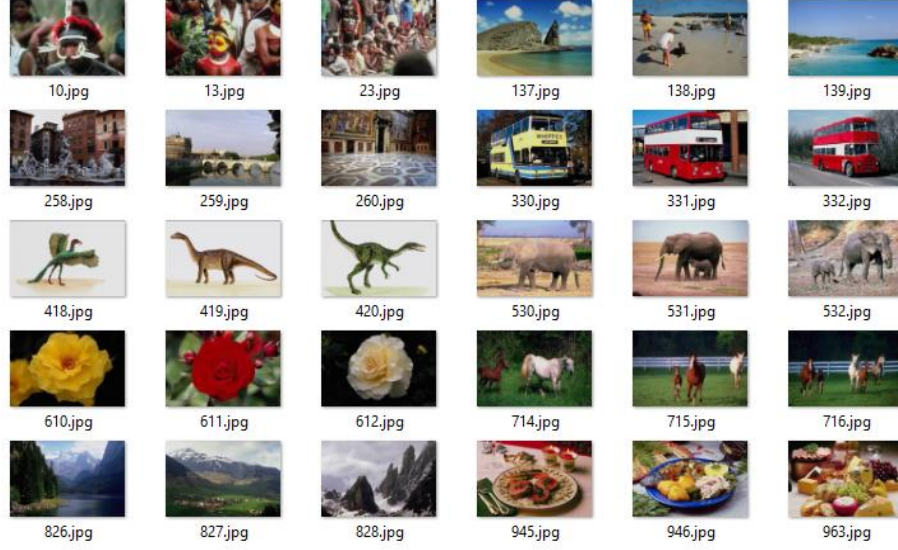 10.jpg 13.jpg 23.jpg 137.jpg 138.jpg 139.jpg
258.jpg 259.jpg 260.jpg 330.jpg 331.jpg 332.jpg
WHIPPET
418.jpg 419.jpg 420.jpg 530.jpg 531.jpg 532.jpg
610.jpg 611.jpg 612.jpg 714.jpg 715.jpg 716.jpg
826.jpg 827.jpg 828.jpg 945.jpg 946.jpg 963.jpg